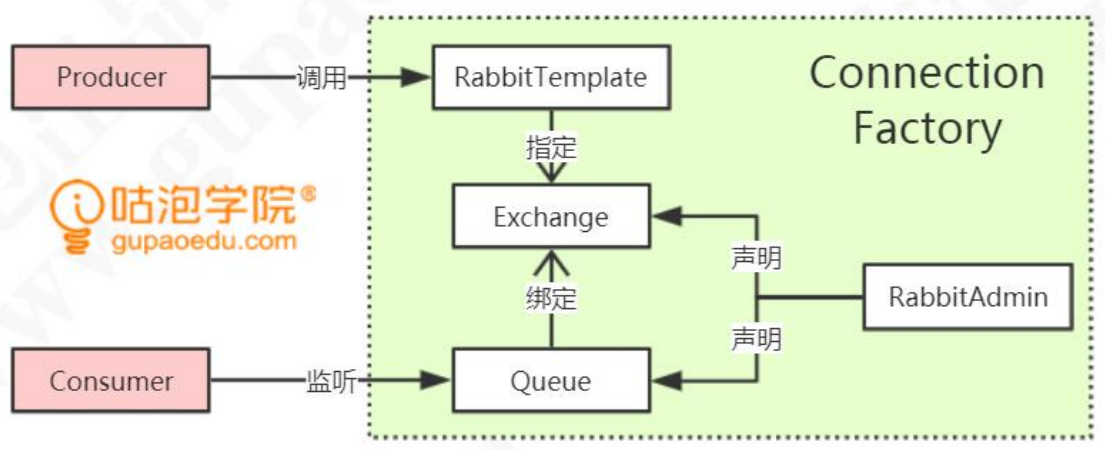 Producer
调用
RabbitTemplate
Connection
Factory
指定
咕泡学院®
gupaoedu.com
Exchange
声明
绑定
RabbitAdmin
声明
Consumer
监听
Queue